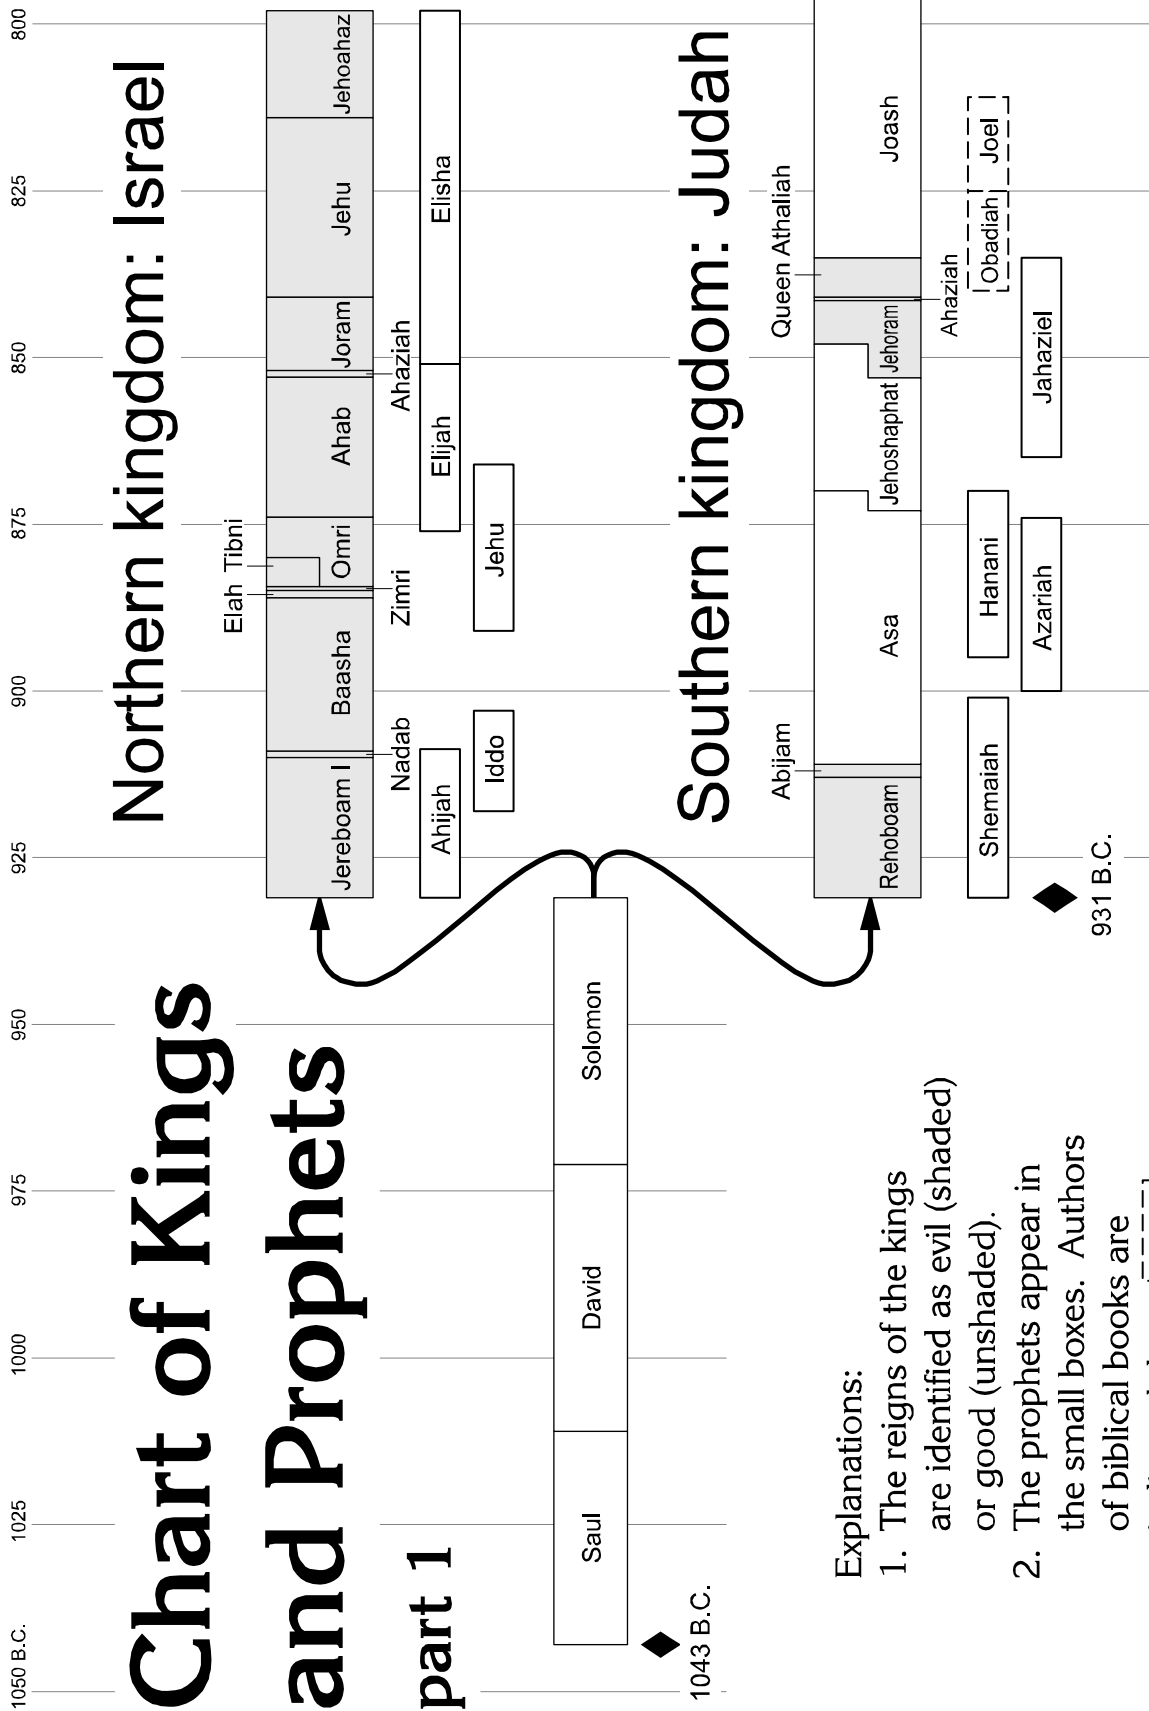 Chart of Kings
and Prophets
part 1
1050 B.C.
1025
1000
975
950
925
900
875
850
825
800
Northern kingdom: Israel
Elah
Tibni
Jereboam I
Baasha
Omri
Ahab
Joram
Jehu
Jehoahaz
Nadab
Zimri
Ahaziah
Ahijah
Elijah
Elisha
Iddo
Jehu
Saul
David
Solomon
1043 B.C.
Southern kingdom: Judah
Abijam
Queen Athaliah
Rehoboam
Asa
Jehoshaphat
Jehoram
Joash
Ahaziah
Shemaiah
Hanani
Obadiah
Joel
Azariah
Jahaziel
931 B.C.
Explanations:
1. The reigns of the kings
are identified as evil (shaded)
or good (unshaded).
2. The prophets appear in
the small boxes. Authors
of biblical books are